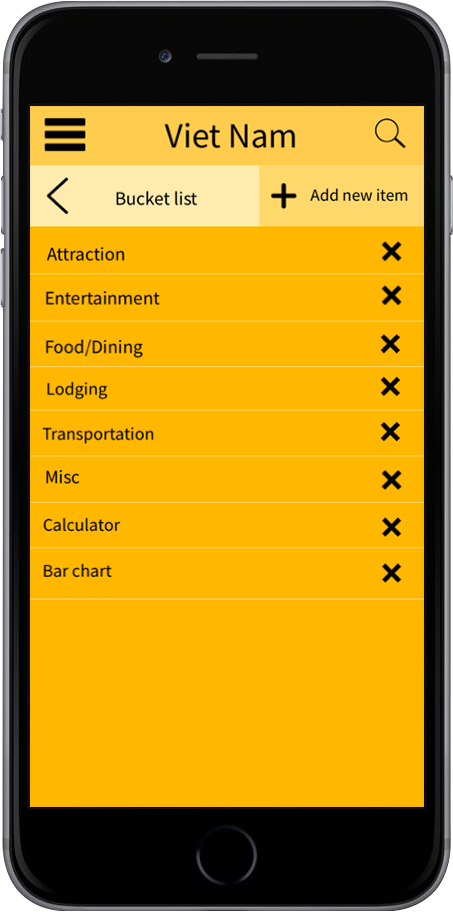 Viet Nam
Bucket list
Add new item
Attraction
Entertainment
Food/Dining
Lodging
Transportation
Misc
Calculator
Bar chart